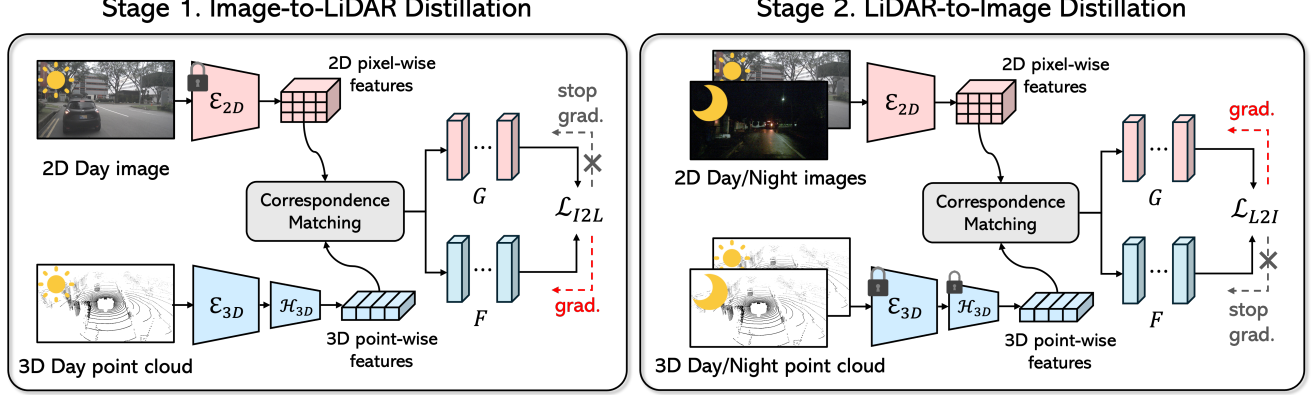 Stage 1. Image-to-LiDAR Distillation
2D pixel-wise
features
ℰ2D
2D Day image
stop
grad.
Correspondence
Matching
G
ℒI2L
ℰ3D
ℋ3D
F
grad.
3D point-wise
features
3D Day point cloud
Stage 2. LiDAR-to-Image Distillation
2D pixel-wise
features
ℰ2D
2D Day/Night images
grad.
Correspondence
Matching
G
ℒL2I
ℰ3D
ℋ3D
F
stop
grad.
3D point-wise
features
3D Day/Night point cloud